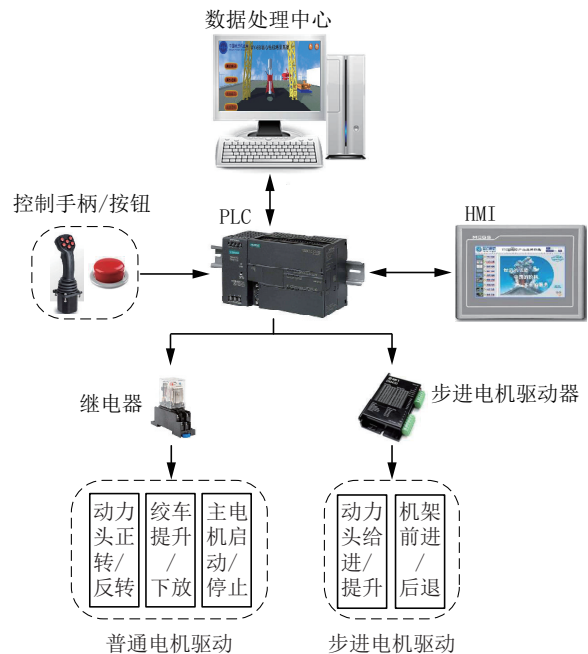 数据处理中心
控制手柄/按钮
PLC
HMI
MCGS
继电器
步进电机驱动器
动力
头正
转/
反转
绞车
提升
/
下放
主电
机启
动/
停止
动力
头给
进/
提升
机架
前进
/
后退
普通电机驱动
步进电机驱动